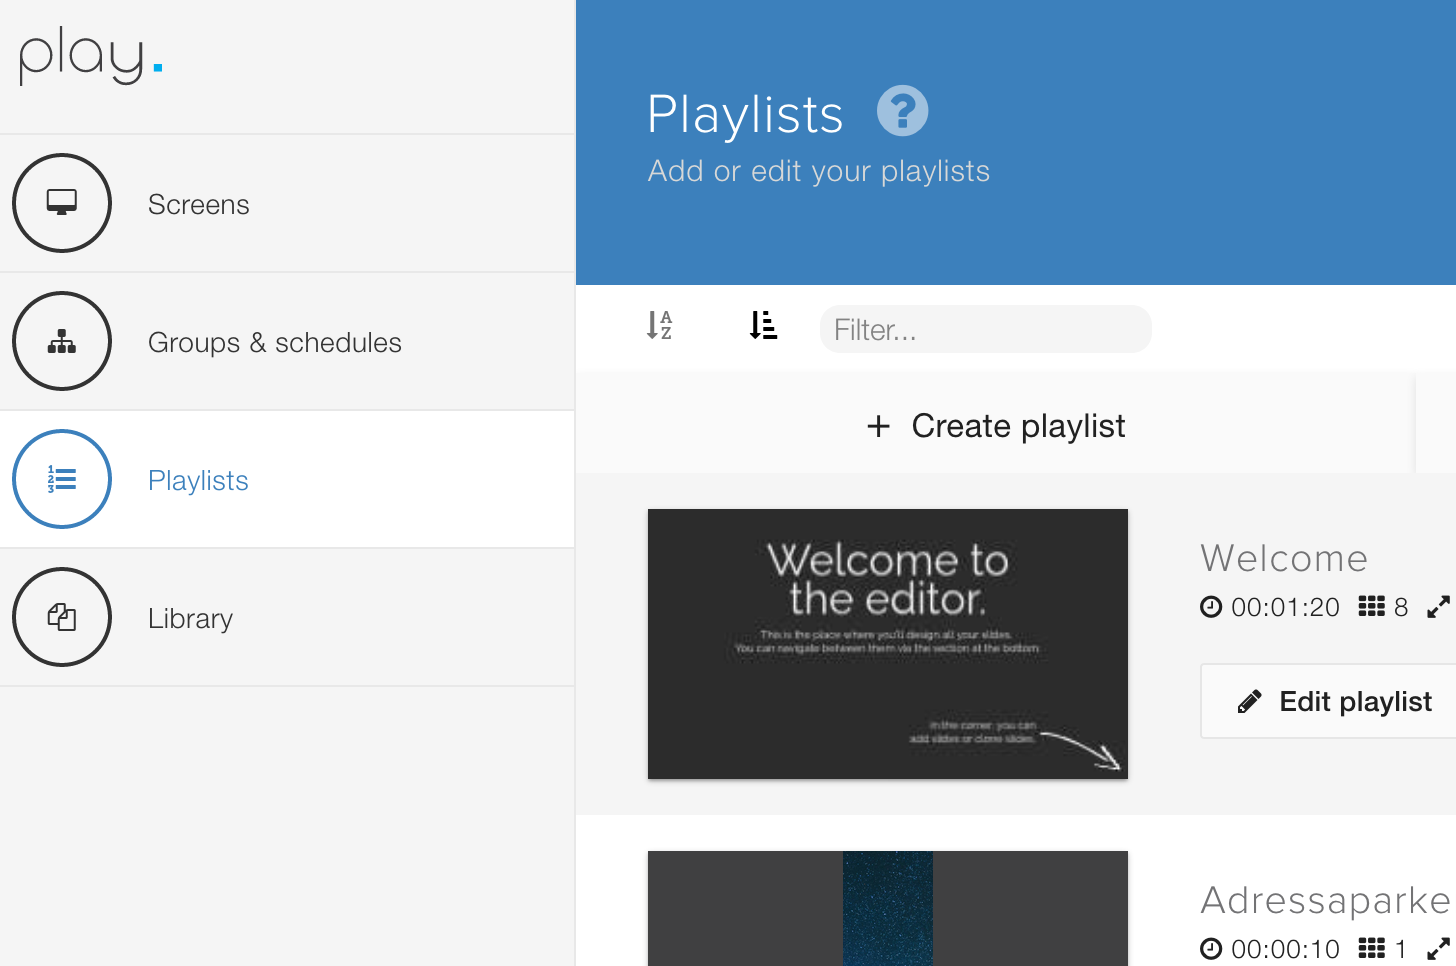 play.
Screens
Groups & schedules
Playlists
Library
Playlists ?
Add or edit your playlists
A
Z
Filter...
+ Create playlist
Welcome to
the editor.
This is the place where you'll design all your slides.
You can navigate between them via the section at the bottom.
In the corner, you can
add slides or clone slides.
Welcome
00:01:20 8
Edit playlist
Adressaparke
00:00:10 1